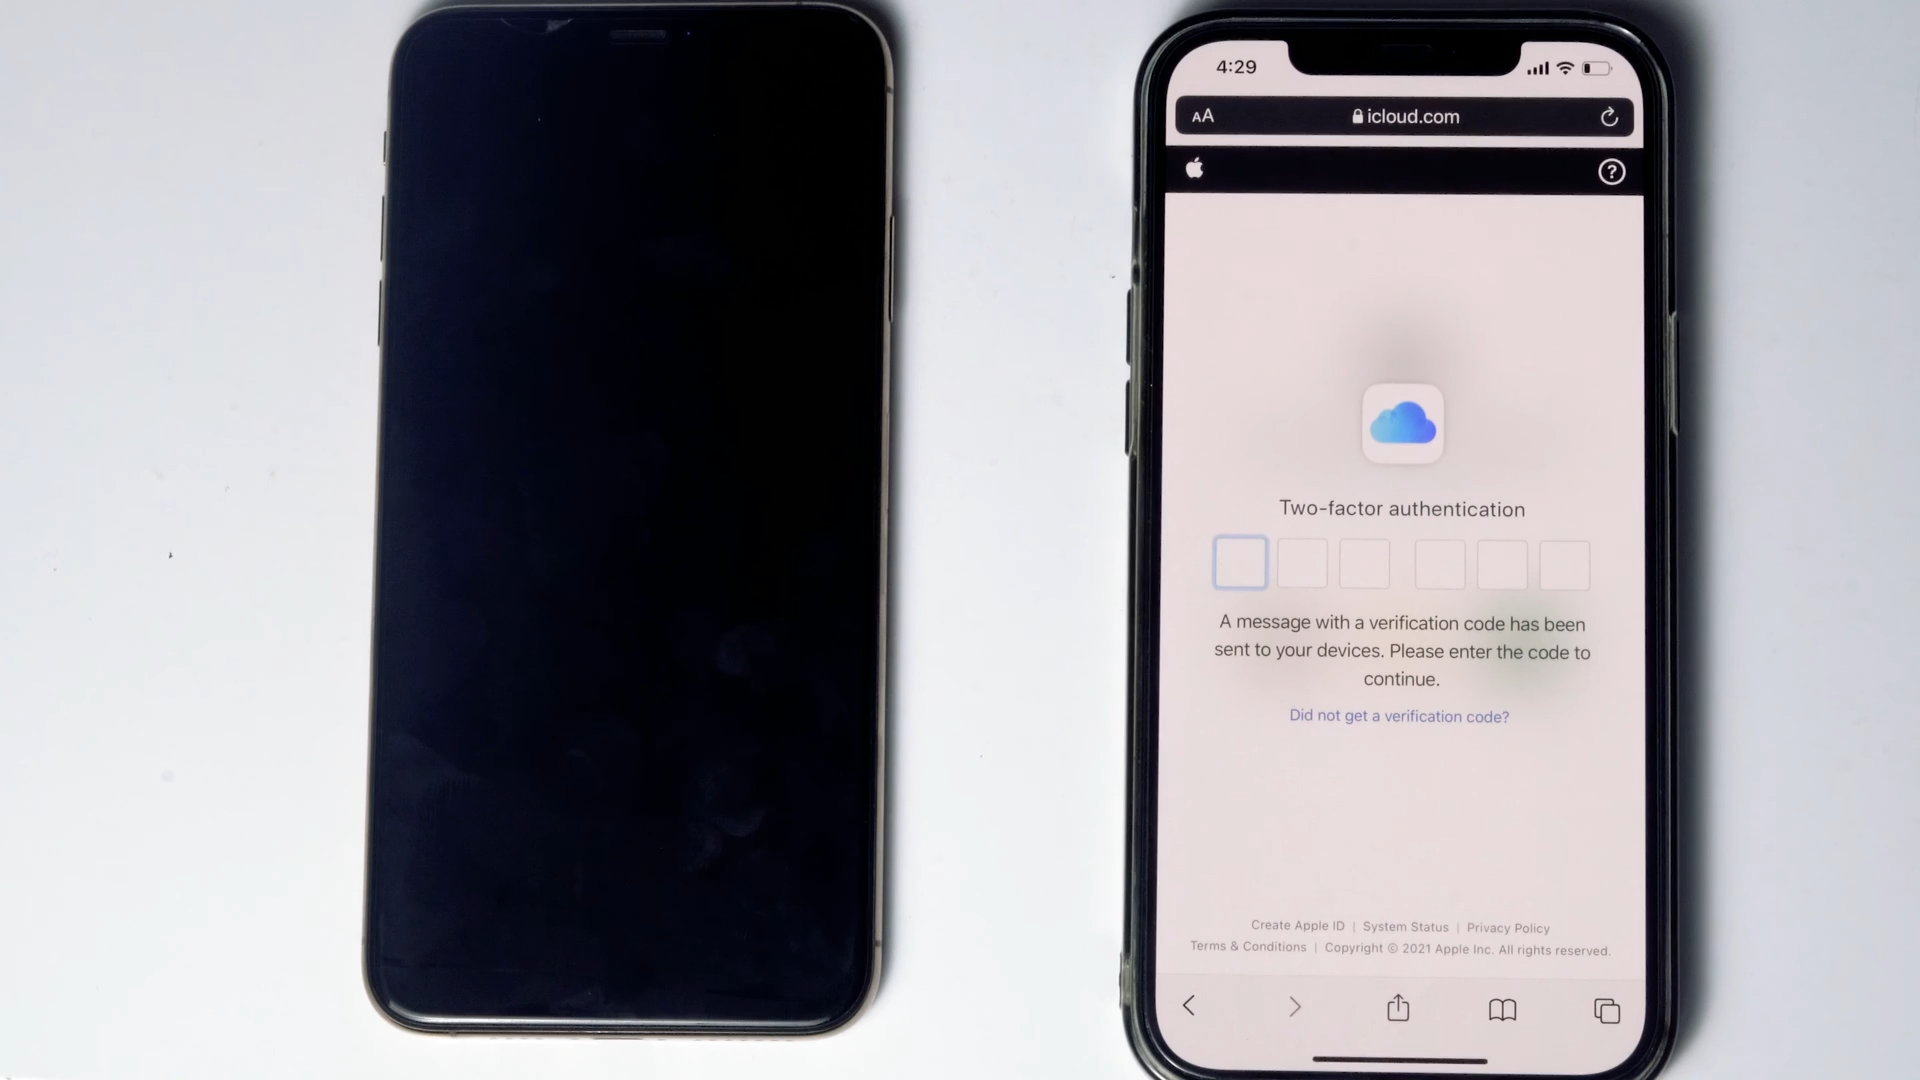 4:29
AA icloud.com
?
Two-factor authentication
A message with a verification code has been
sent to your devices. Please enter the code to
continue.
Did not get a verification code?
Create Apple ID | System Status | Privacy Policy
Terms & Conditions | Copyright © 2021 Apple Inc. All rights reserved.